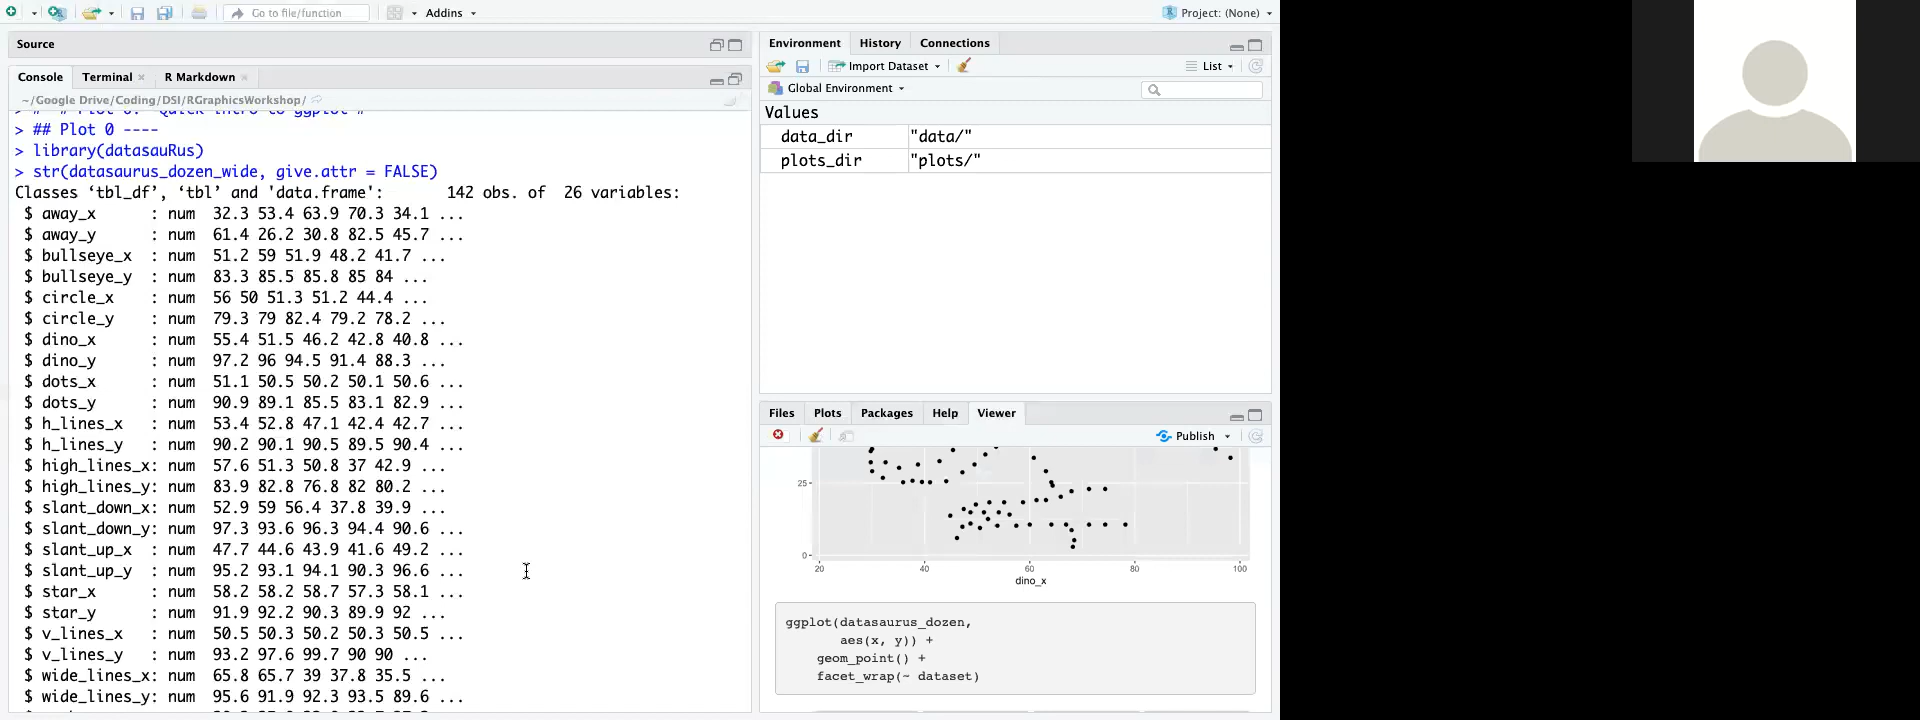 Go to file/function
Addins
Project: (None)
Source
Console
Terminal
R Markdown
~/Google Drive/Coding/DSI/RGraphicsWorkshop/
> ## Plot 0 ----
> library(datasauRus)
> str(datasaurus_dozen_wide, give.attr = FALSE)
Classes ‘tbl_df’, ‘tbl’ and 'data.frame': 142 obs. of 26 variables:
$ away_x : num 32.3 53.4 63.9 70.3 34.1 ...
$ away_y : num 61.4 26.2 30.8 82.5 45.7 ...
$ bullseye_x : num 51.2 59 51.9 48.2 41.7 ...
$ bullseye_y : num 83.3 85.5 85.8 85 84 ...
$ circle_x : num 56 50 51.3 51.2 44.4 ...
$ circle_y : num 79.3 79 82.4 79.2 78.2 ...
$ dino_x : num 55.4 51.5 46.2 42.8 40.8 ...
$ dino_y : num 97.2 96 94.5 91.4 88.3 ...
$ dots_x : num 51.1 50.5 50.2 50.1 50.6 ...
$ dots_y : num 90.9 89.1 85.5 83.1 82.9 ...
$ h_lines_x : num 53.4 52.8 47.1 42.4 42.7 ...
$ h_lines_y : num 90.2 90.1 90.5 89.5 90.4 ...
$ high_lines_x: num 57.6 51.3 50.8 37 42.9 ...
$ high_lines_y: num 83.9 82.8 76.8 82 80.2 ...
$ slant_down_x: num 52.9 59 56.4 37.8 39.9 ...
$ slant_down_y: num 97.3 93.6 96.3 94.4 90.6 ...
$ slant_up_x : num 47.7 44.6 43.9 41.6 49.2 ...
$ slant_up_y : num 95.2 93.1 94.1 90.3 96.6 ...
$ star_x : num 58.2 58.2 58.7 57.3 58.1 ...
$ star_y : num 91.9 92.2 90.3 89.9 92 ...
$ v_lines_x : num 50.5 50.3 50.2 50.3 50.5 ...
$ v_lines_y : num 93.2 97.6 99.7 90 90 ...
$ wide_lines_x: num 65.8 65.7 39 37.8 35.5 ...
$ wide_lines_y: num 95.6 91.9 92.3 93.5 89.6 ...
Environment
History
Connections
Import Dataset
List
Global Environment
Values
data_dir "data/"
plots_dir "plots/"
Files
Plots
Packages
Help
Viewer
Publish
25
0
20 40 60 80 100
dino_x
ggplot(datasaurus_dozen,
aes(x, y)) +
geom_point() +
facet_wrap(~ dataset)